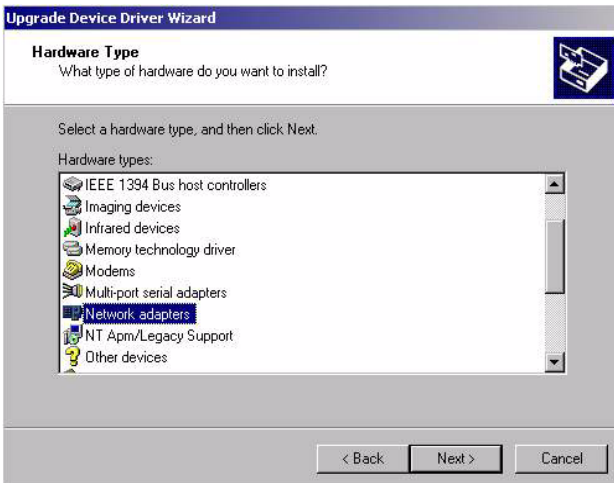 Upgrade Device Driver Wizard
Hardware Type
What type of hardware do you want to install?
Select a hardware type, and then click Next.
Hardware types:
IEEE 1394 Bus host controllers
Imaging devices
Infrared devices
Memory technology driver
Modems
Multi-port serial adapters
Network adapters
NT Apm/Legacy Support
Other devices
< Back Next > Cancel